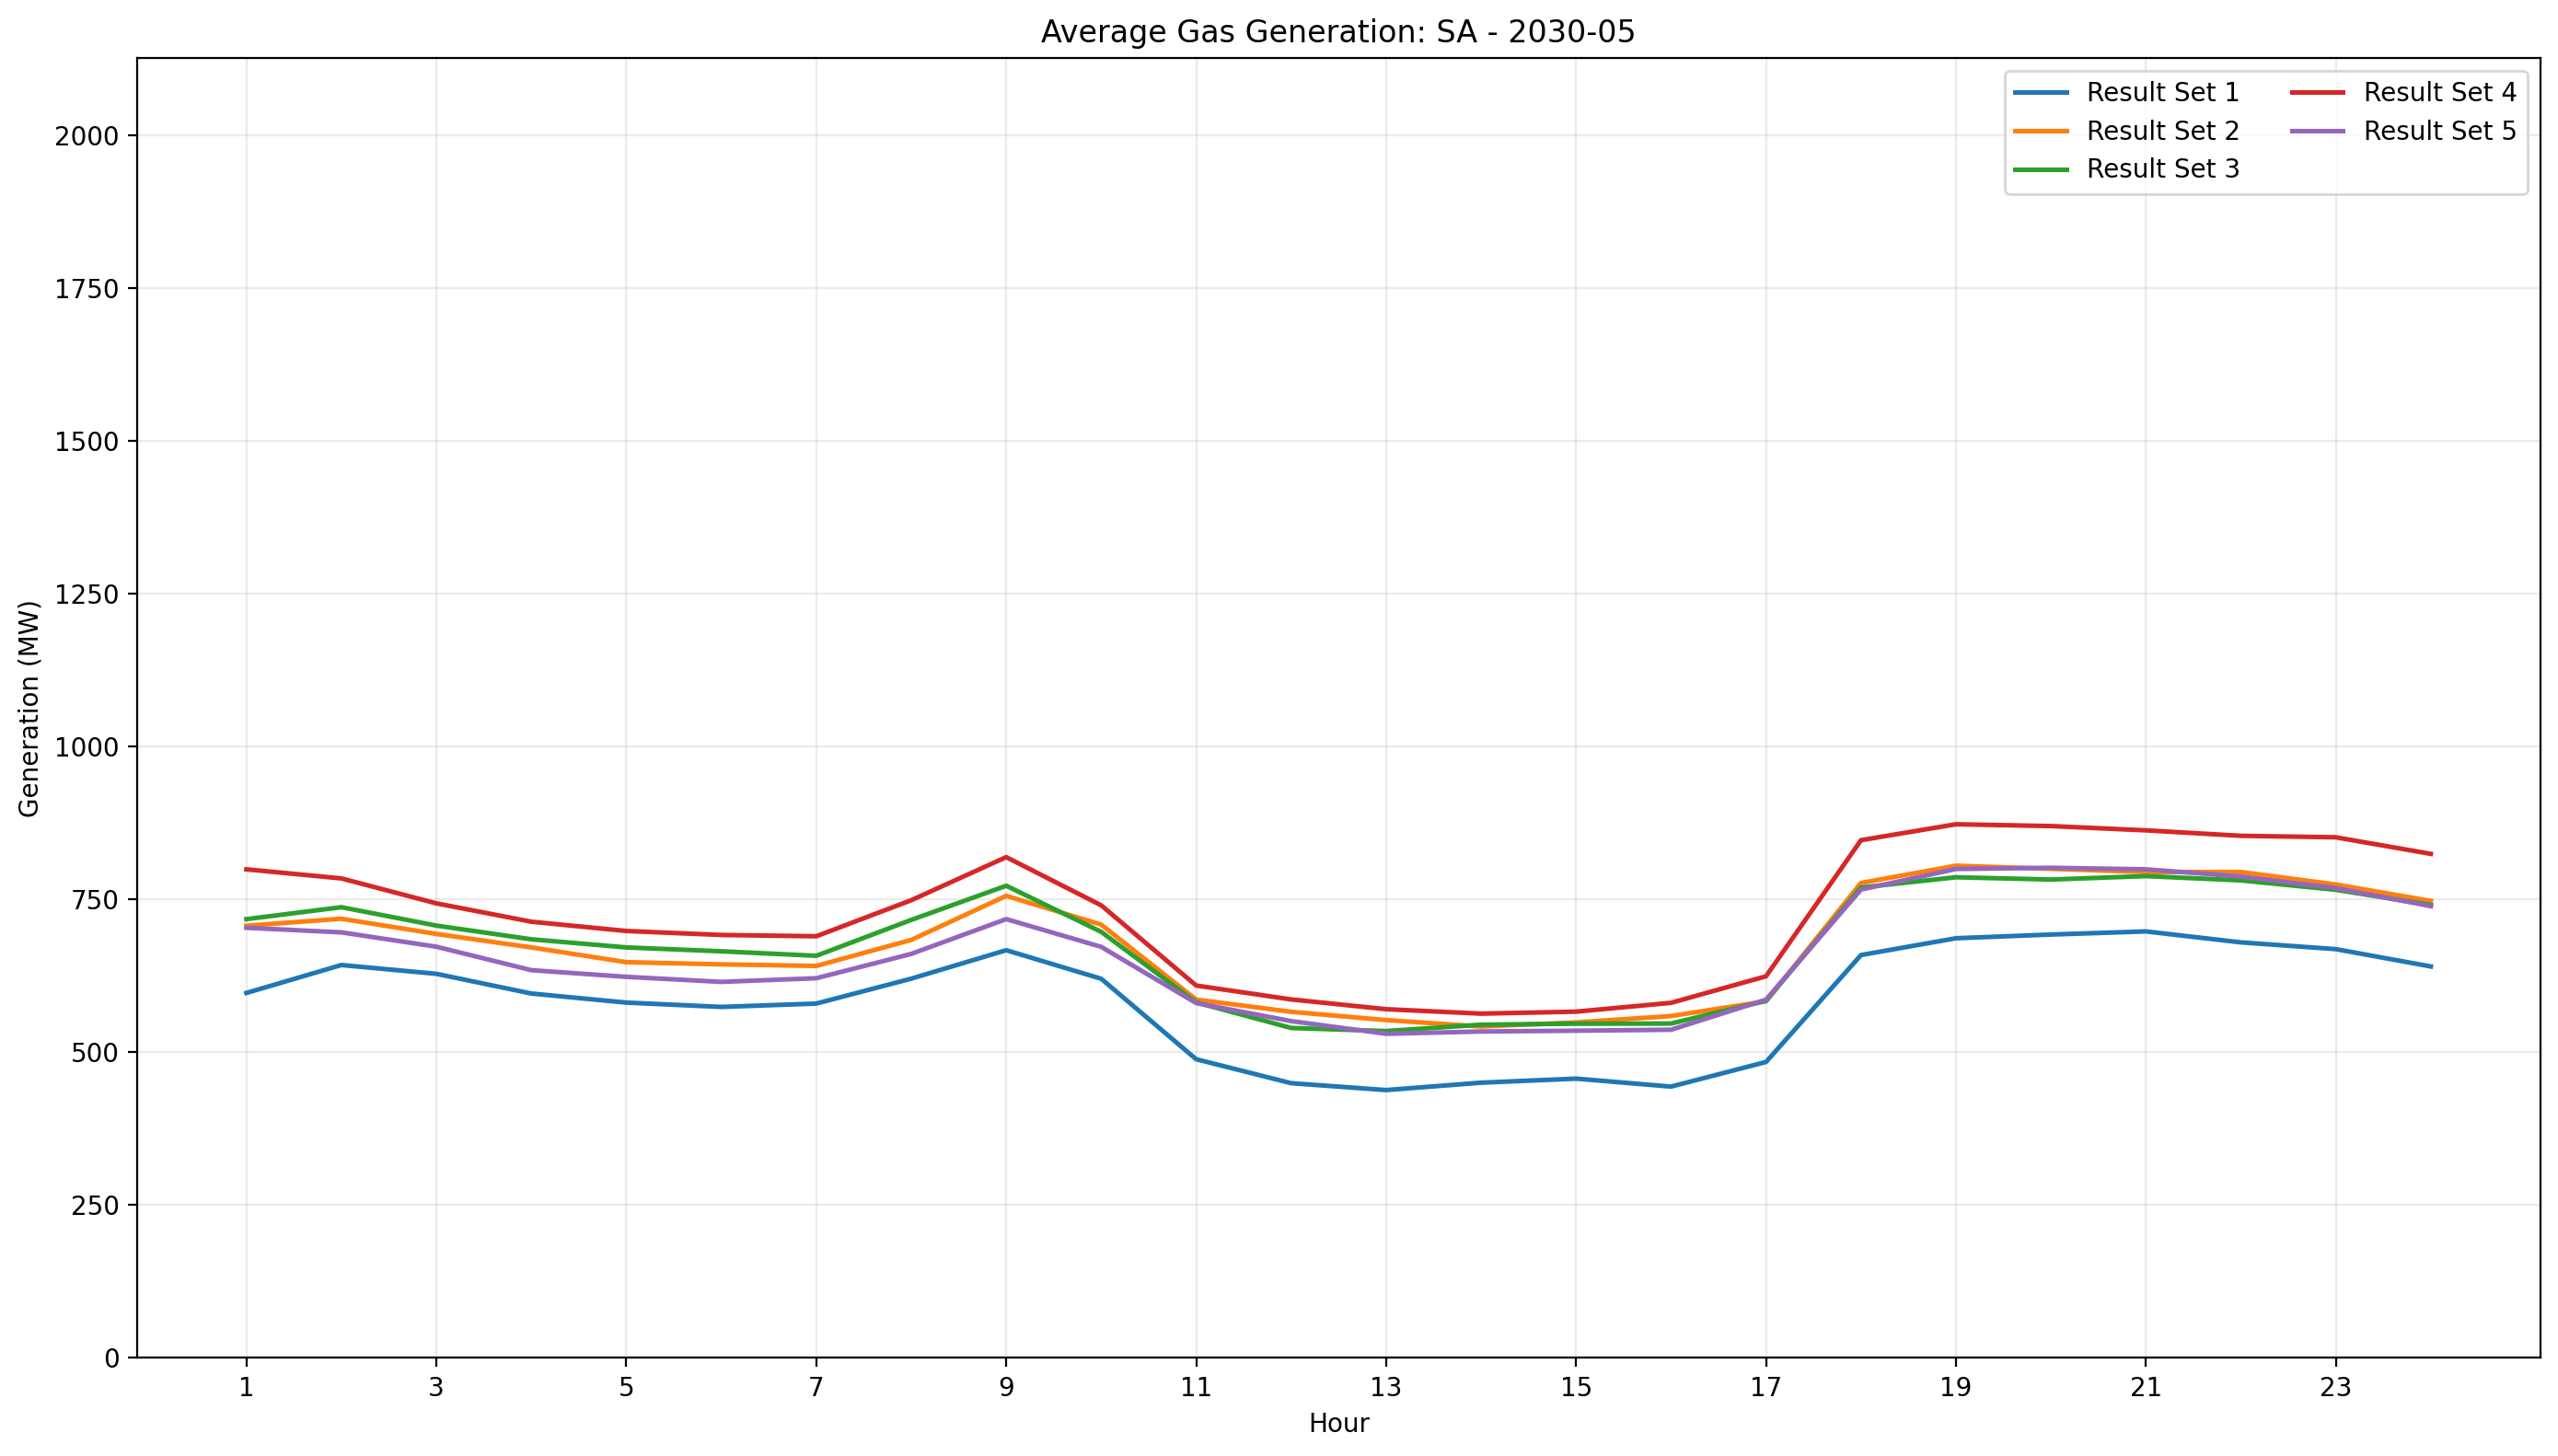 Average Gas Generation: SA - 2030-05
Result Set 1
Result Set 2
Result Set 3
Result Set 4
Result Set 5
Generation (MW)
2000
1750
1500
1250
1000
750
500
250
0
1 3 5 7 9 11 13 15 17 19 21 23
Hour